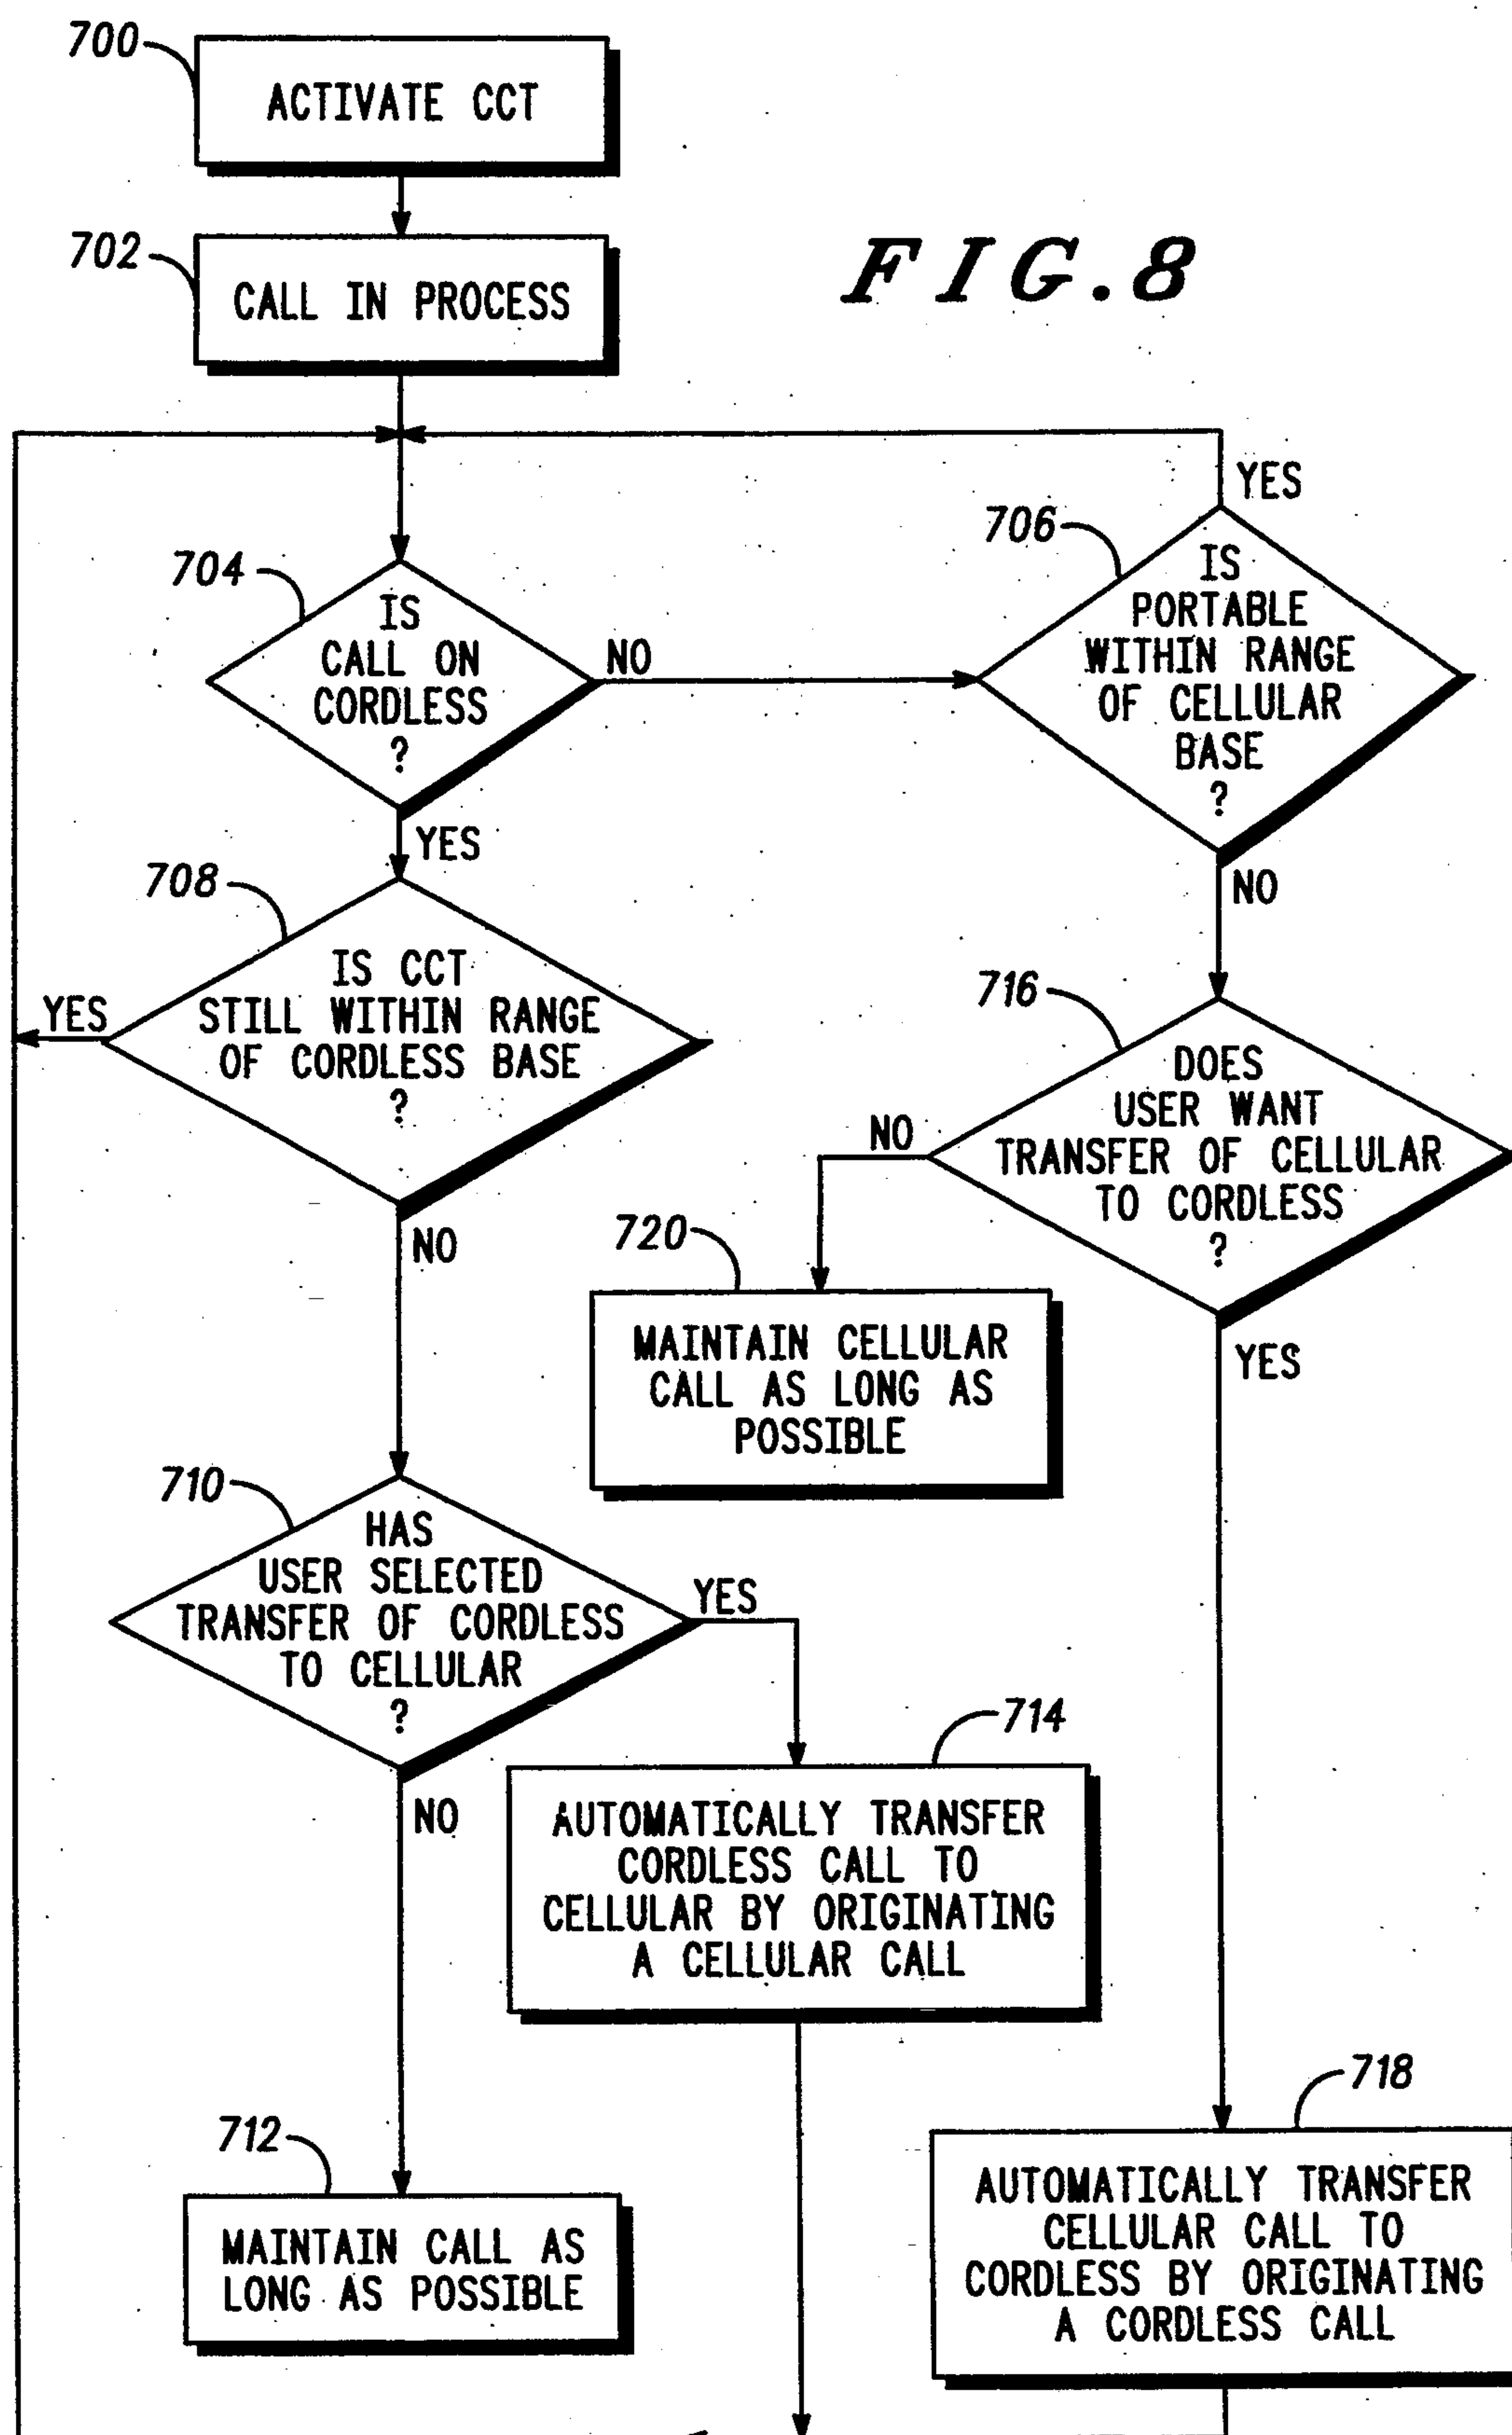 700
ACTIVATE CCT
702
CALL IN PROCESS
FIG.8
YES
704
IS
CALL ON
CORDLESS
?
NO
706
IS
PORTABLE
WITHIN RANGE
OF CELLULAR
BASE
?
YES
NO
708
IS CCT
STILL WITHIN RANGE
OF CORDLESS BASE
?
YES
NO
716
DOES
USER WANT
TRANSFER OF CELLULAR
TO CORDLESS
?
NO
YES
720
MAINTAIN CELLULAR
CALL AS LONG AS
POSSIBLE
710
HAS
USER SELECTED
TRANSFER OF CORDLESS
TO CELLULAR
?
YES
NO
714
AUTOMATICALLY TRANSFER
CORDLESS CALL TO
CELLULAR BY ORIGINATING
A CELLULAR CALL
712
MAINTAIN CALL AS
LONG AS POSSIBLE
718
AUTOMATICALLY TRANSFER
CELLULAR CALL TO
CORDLESS BY ORIGINATING
A CORDLESS CALL